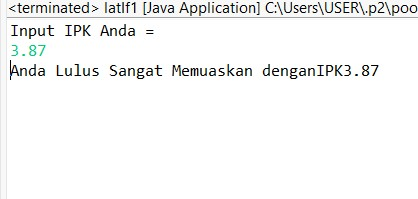 <terminated> latIf1 [Java Application] C:\Users\USER\.p2\poo
Input IPK Anda =
3.87
Anda Lulus Sangat Memuaskan denganIPK3.87